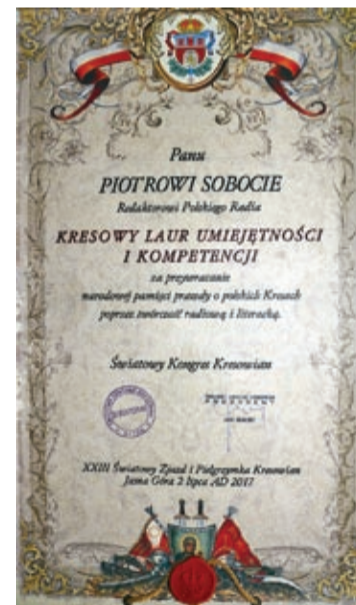 Panu
PIOTROWI SOBOCIE
Redaktorowi Polskiego Radia
KRESOWY LAUR UMIEJĘTNOŚCI
I KOMPETENCJI
za przywracanie
narodowej pamięci prawdy o polskich Kresach
poprzez twórczość radiową i literacką.
Światowy Kongres Kresowian
PREZYDENT
XXIII Światowy Zjazd i Pielgrzymka Kresowian
Jasna Góra 2 lipca AD 2017